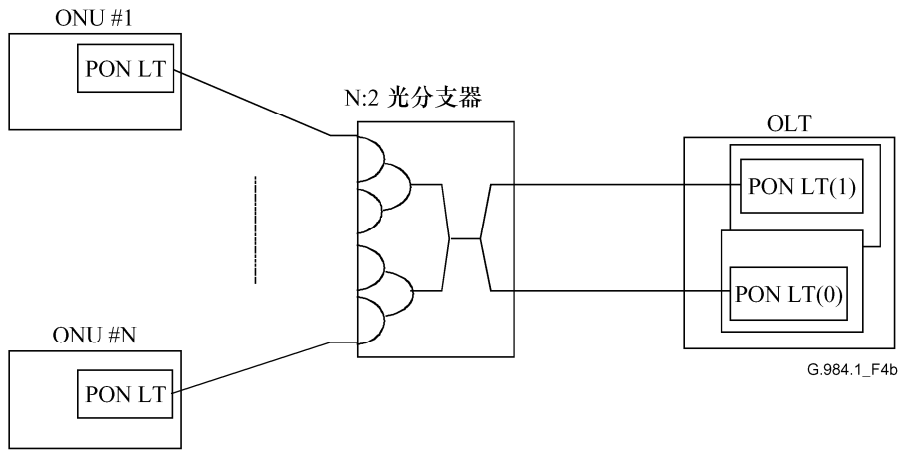 ONU #1
PON LT
N:2 光分支器
OLT
PON LT(1)
PON LT(0)
ONU #N
PON LT
G.984.1_F4b